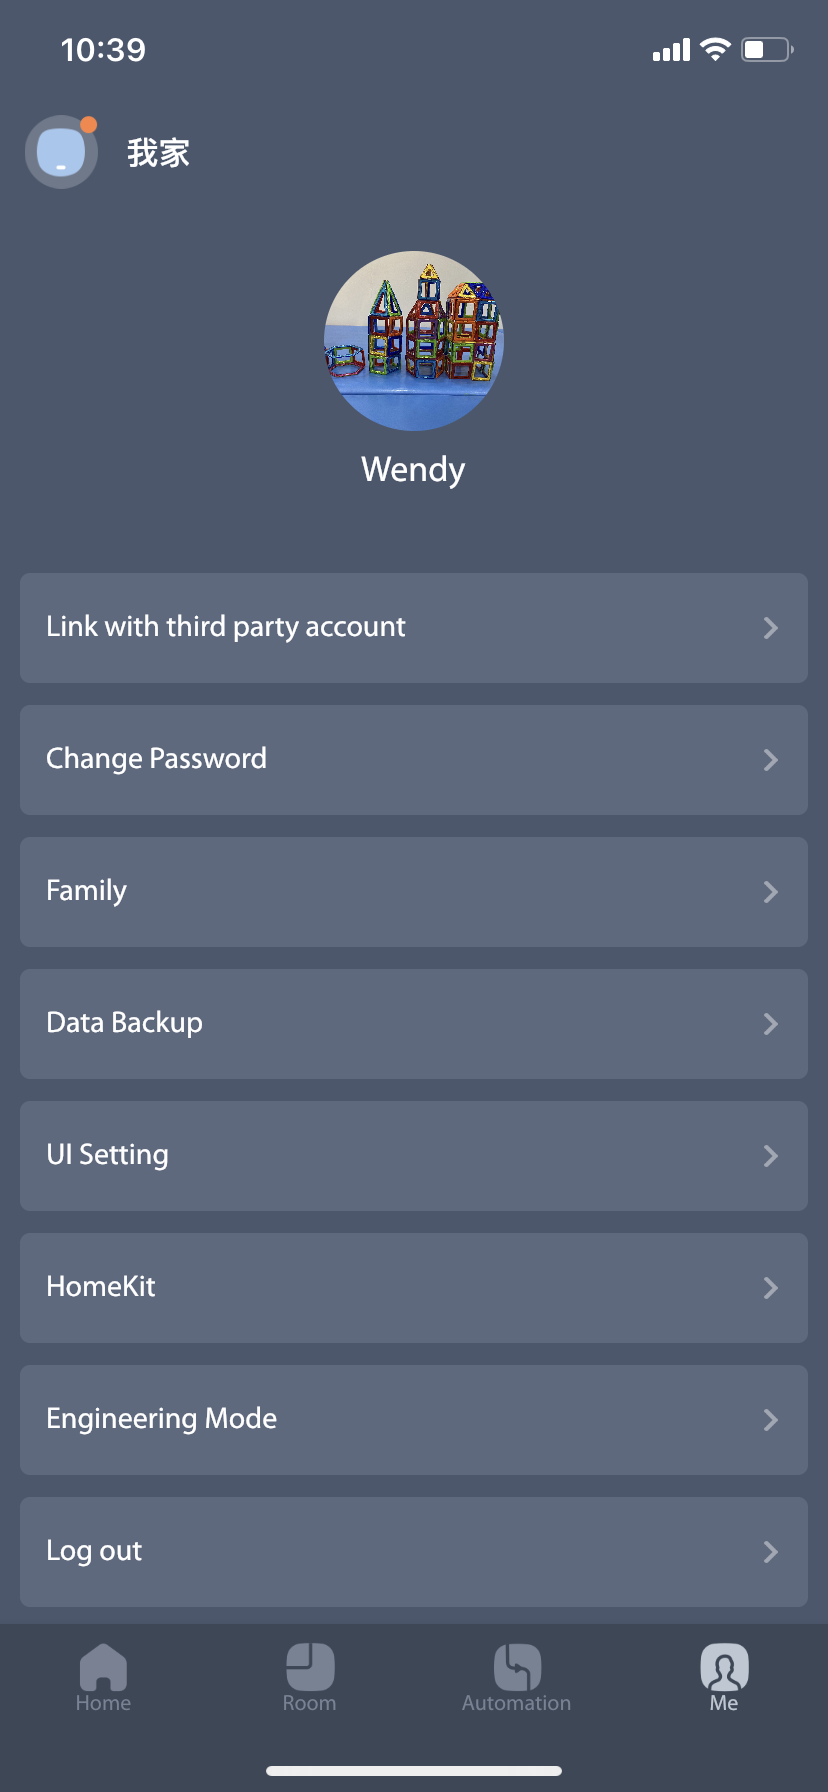 10:39
我家
Wendy
Link with third party account
Change Password
Family
Data Backup
UI Setting
HomeKit
Engineering Mode
Log out
Home
Room
Automation
Me